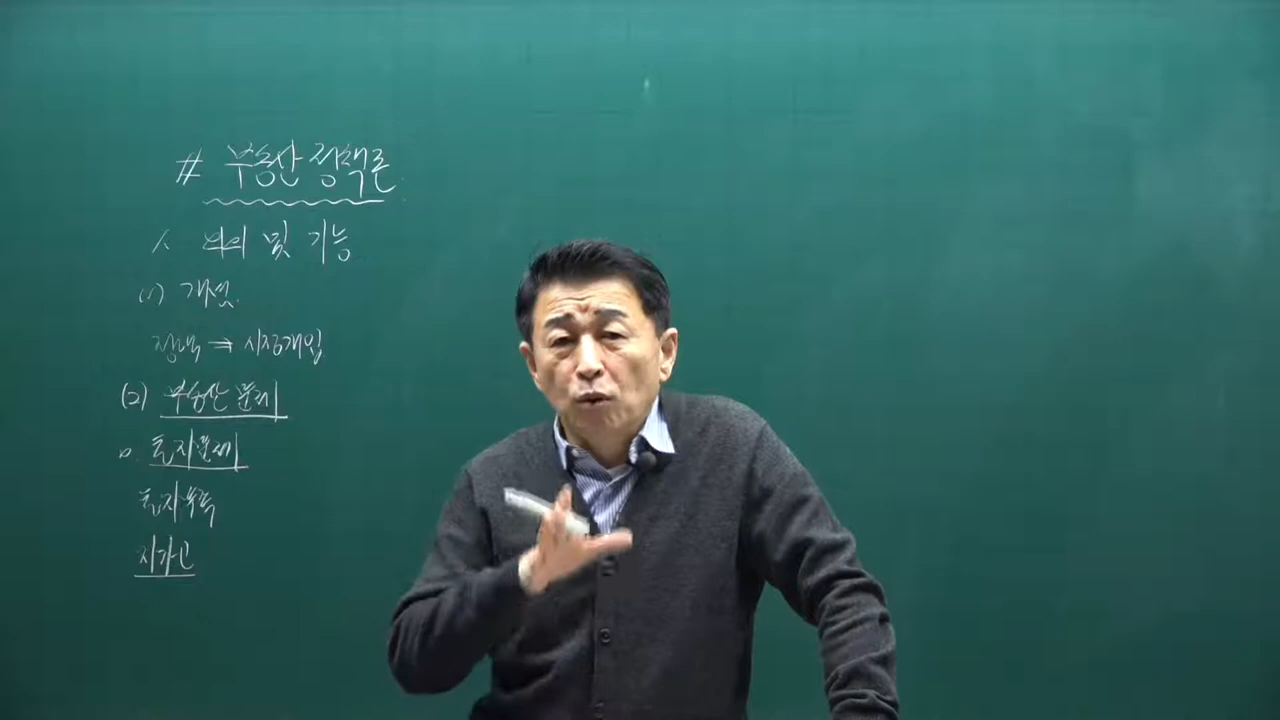 # 부동산 정책론
1. 의의 및 기능
(1) 개념
정책 ⇒ 시장개입
(2) 부동산 문제
1) 토지문제
토지부족
지가고